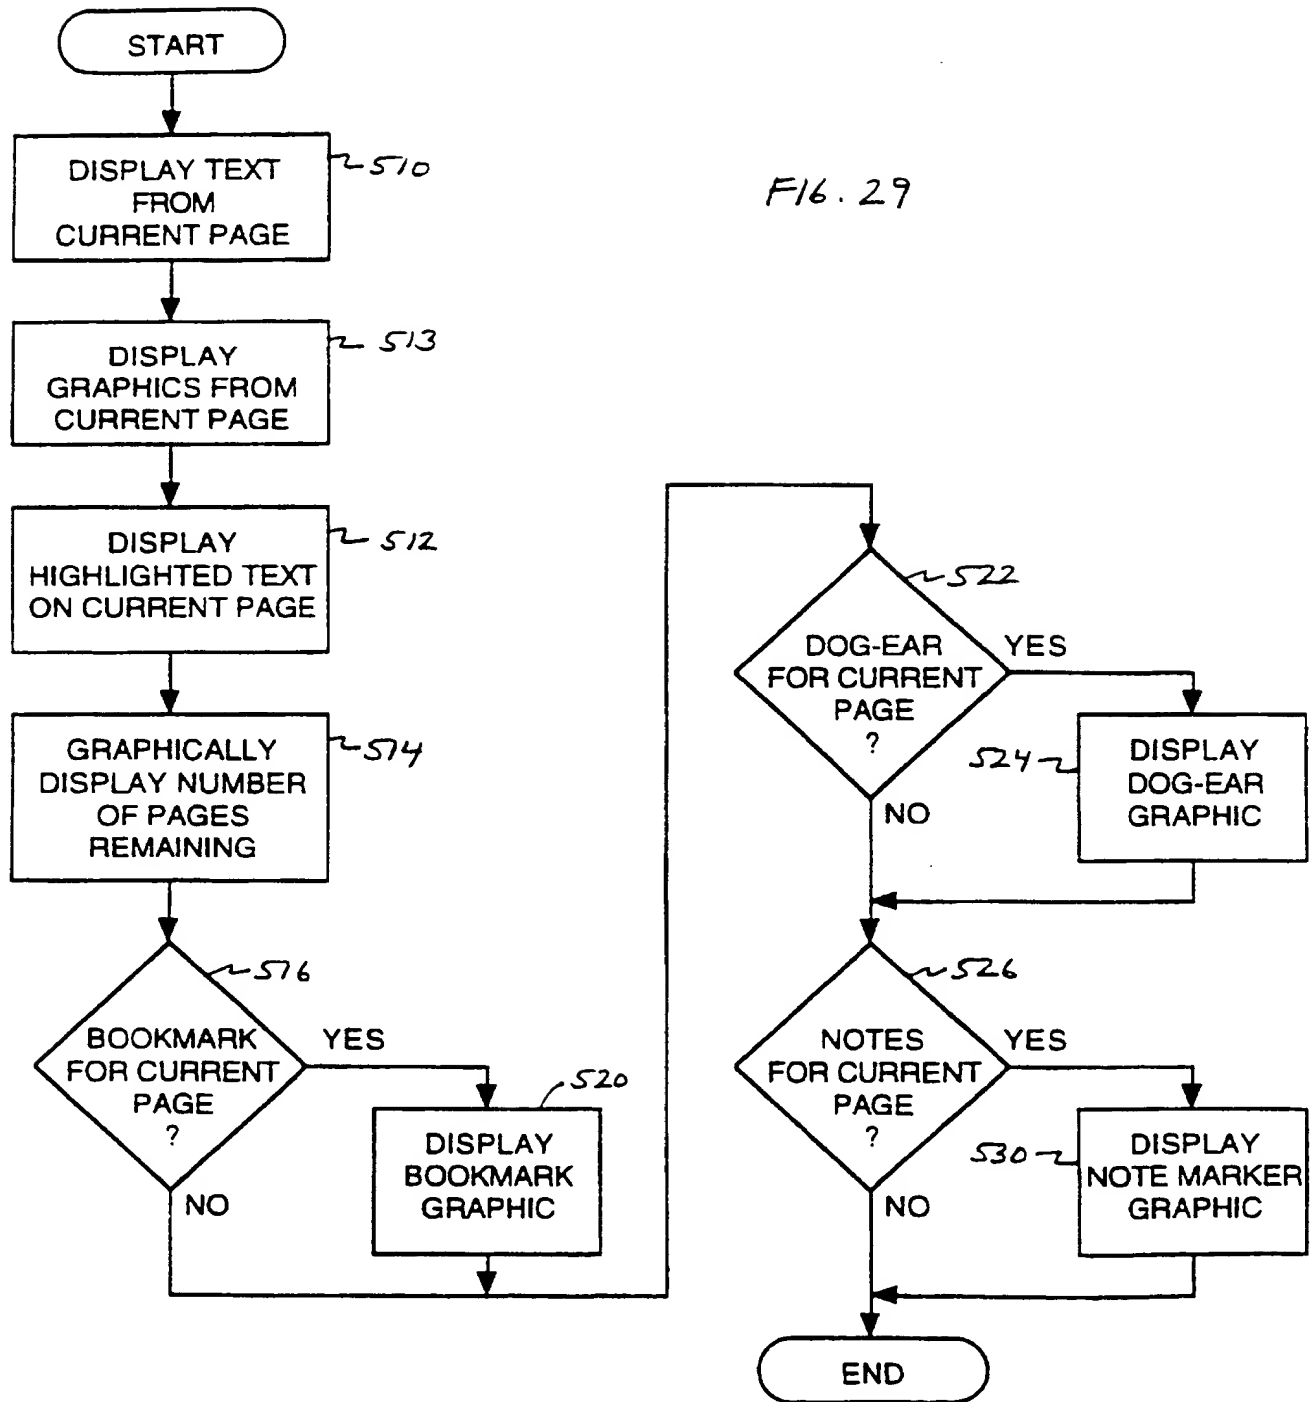 START
DISPLAY TEXT
FROM
CURRENT PAGE
510
FIG. 29
DISPLAY
GRAPHICS FROM
CURRENT PAGE
513
DISPLAY
HIGHLIGHTED TEXT
ON CURRENT PAGE
512
GRAPHICALLY
DISPLAY NUMBER
OF PAGES
REMAINING
514
BOOKMARK
FOR CURRENT
PAGE
?
516
YES
NO
DISPLAY
BOOKMARK
GRAPHIC
520
DOG-EAR
FOR CURRENT
PAGE
?
522
YES
NO
524
DISPLAY
DOG-EAR
GRAPHIC
NOTES
FOR CURRENT
PAGE
?
526
YES
NO
530
DISPLAY
NOTE MARKER
GRAPHIC
END